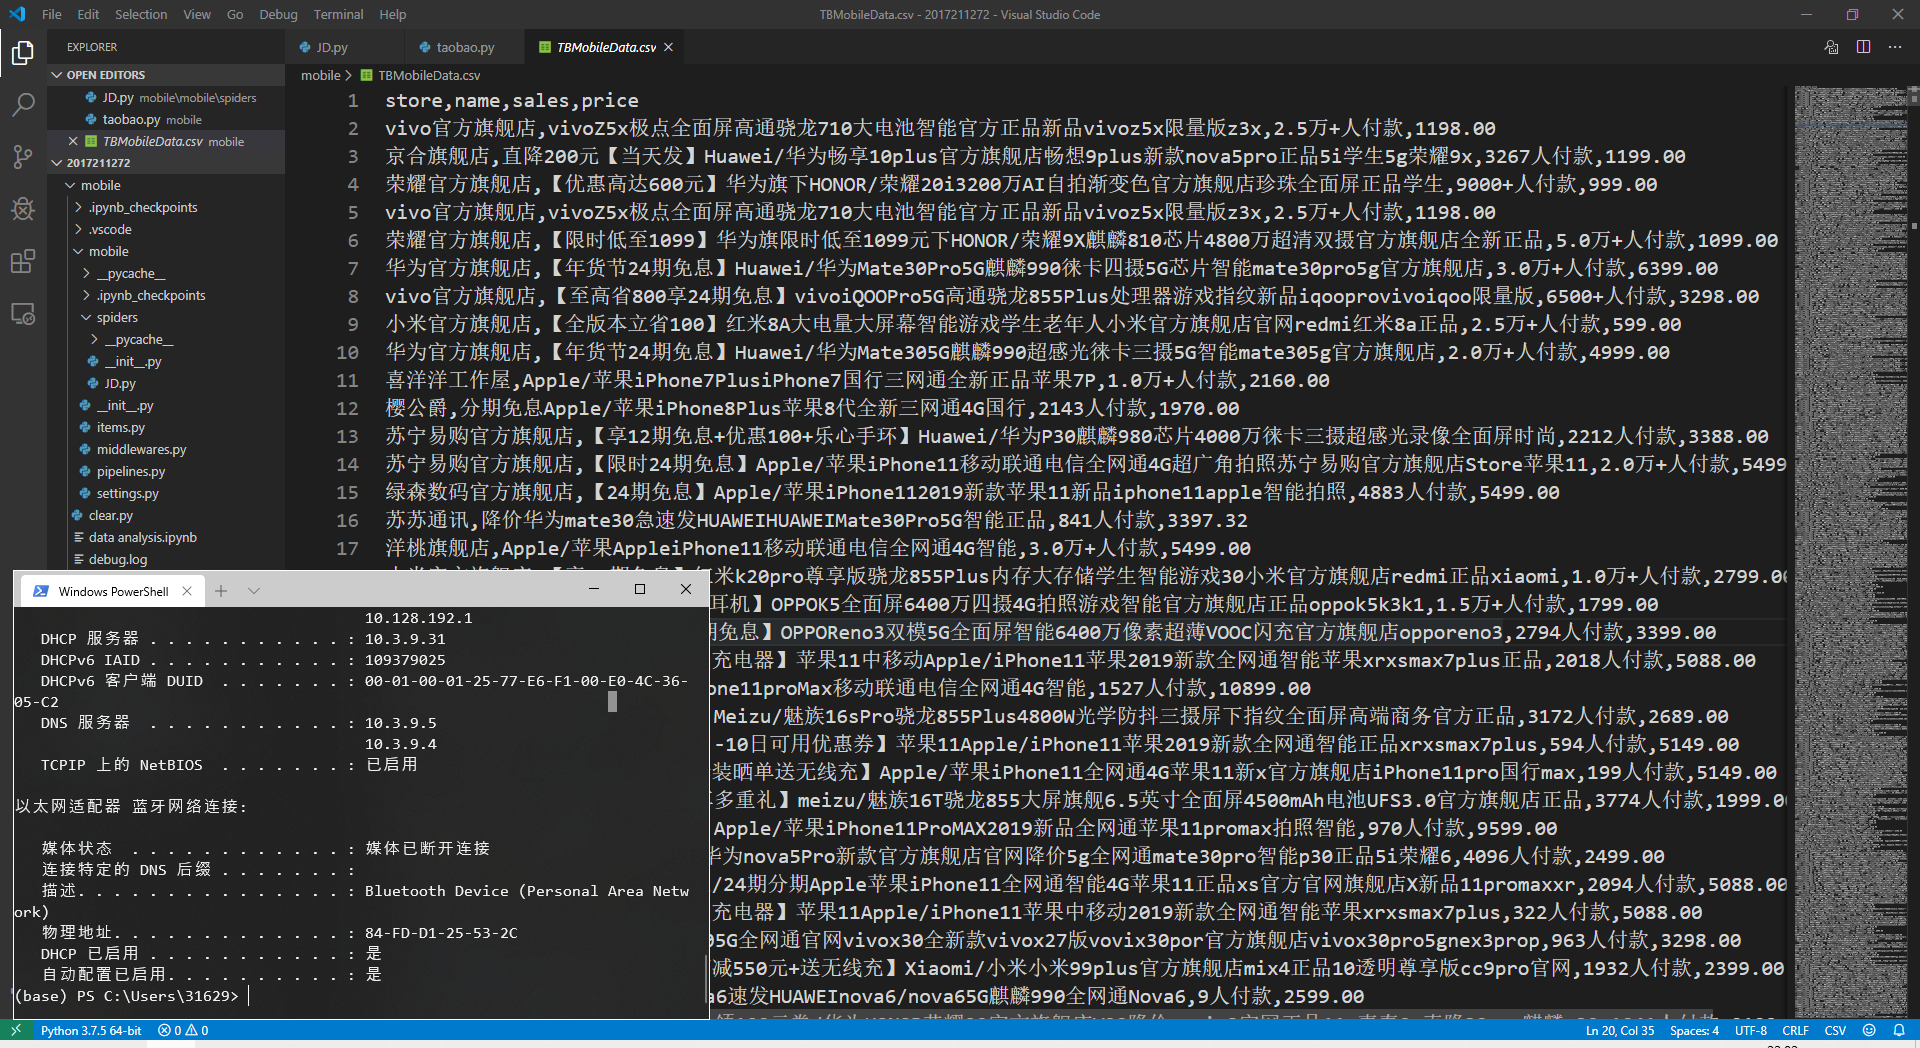 File Edit Selection View Go Debug Terminal Help
TBMobileData.csv - 2017211272 - Visual Studio Code
EXPLORER
JD.py
taobao.py
TBMobileData.csv
OPEN EDITORS
JD.py mobile\mobile\spiders
taobao.py mobile
TBMobileData.csv mobile
2017211272
mobile
.ipynb_checkpoints
.vscode
mobile
__pycache__
.ipynb_checkpoints
spiders
__pycache__
__init__.py
JD.py
__init__.py
items.py
middlewares.py
pipelines.py
settings.py
clear.py
data analysis.ipynb
debug.log
mobile > TBMobileData.csv
1 store,name,sales,price
2 vivo官方旗舰店,vivoZ5x极点全面屏高通骁龙710大电池智能官方正品新品vivoz5x限量版z3x,2.5万+人付款,1198.00
3 京合旗舰店,直降200元【当天发】Huawei/华为畅享10plus官方旗舰店畅想9plus新款nova5pro正品5i学生5g荣耀9x,3267人付款,1199.00
4 荣耀官方旗舰店,【优惠高达600元】华为旗下HONOR/荣耀20i3200万AI自拍渐变色官方旗舰店珍珠全面屏正品学生,9000+人付款,999.00
5 vivo官方旗舰店,vivoZ5x极点全面屏高通骁龙710大电池智能官方正品新品vivoz5x限量版z3x,2.5万+人付款,1198.00
6 荣耀官方旗舰店,【限时低至1099】华为旗限时低至1099元下HONOR/荣耀9X麒麟810芯片4800万超清双摄官方旗舰店全新正品,5.0万+人付款,1099.00
7 华为官方旗舰店,【年货节24期免息】Huawei/华为Mate30Pro5G麒麟990徕卡四摄5G芯片智能mate30pro5g官方旗舰店,3.0万+人付款,6399.00
8 vivo官方旗舰店,【至高省800享24期免息】vivoiQOOPro5G高通骁龙855Plus处理器游戏指纹新品iqooprovivoiqoo限量版,6500+人付款,3298.00
9 小米官方旗舰店,【全版本立省100】红米8A大电量大屏幕智能游戏学生老年人小米官方旗舰店官网redmi红米8a正品,2.5万+人付款,599.00
10 华为官方旗舰店,【年货节24期免息】Huawei/华为Mate305G麒麟990超感光徕卡三摄5G智能mate305g官方旗舰店,2.0万+人付款,4999.00
11 喜洋洋工作屋,Apple/苹果iPhone7PlusiPhone7国行三网通全新正品苹果7P,1.0万+人付款,2160.00
12 樱公爵,分期免息Apple/苹果iPhone8Plus苹果8代全新三网通4G国行,2143人付款,1970.00
13 苏宁易购官方旗舰店,【享12期免息+优惠100+乐心手环】Huawei/华为P30麒麟980芯片4000万徕卡三摄超感光录像全面屏时尚,2212人付款,3388.00
14 苏宁易购官方旗舰店,【限时24期免息】Apple/苹果iPhone11移动联通电信全网通4G超广角拍照苏宁易购官方旗舰店Store苹果11,2.0万+人付款,5499
15 绿森数码官方旗舰店,【24期免息】Apple/苹果iPhone112019新款苹果11新品iphone11apple智能拍照,4883人付款,5499.00
16 苏苏通讯,降价华为mate30急速发HUAWEIHUAWEIMate30Pro5G智能正品,841人付款,3397.32
17 洋桃旗舰店,Apple/苹果AppleiPhone11移动联通电信全网通4G智能,3.0万+人付款,5499.00
米k20pro尊享版骁龙855Plus内存大存储学生智能游戏30小米官方旗舰店redmi正品xiaomi,1.0万+人付款,2799.0
耳机】OPPOK5全面屏6400万四摄4G拍照游戏智能官方旗舰店正品oppok5k3k1,1.5万+人付款,1799.00
免息】OPPOReno3双模5G全面屏智能6400万像素超薄VOOC闪充官方旗舰店opporeno3,2794人付款,3399.00
充电器】苹果11中移动Apple/iPhone11苹果2019新款全网通智能苹果xrxsmax7plus正品,2018人付款,5088.00
one11proMax移动联通电信全网通4G智能,1527人付款,10899.00
Meizu/魅族16sPro骁龙855Plus4800W光学防抖三摄屏下指纹全面屏高端商务官方正品,3172人付款,2689.00
-10日可用优惠券】苹果11Apple/iPhone11苹果2019新款全网通智能正品xrxsmax7plus,594人付款,5149.00
装晒单送无线充】Apple/苹果iPhone11全网通4G苹果11新x官方旗舰店iPhone11pro国行max,199人付款,5149.00
多重礼】meizu/魅族16T骁龙855大屏旗舰6.5英寸全面屏4500mAh电池UFS3.0官方旗舰店正品,3774人付款,1999.0
Apple/苹果iPhone11ProMAX2019新品全网通苹果11promax拍照智能,970人付款,9599.00
华为nova5Pro新款官方旗舰店官网降价5g全网通mate30pro智能p30正品5i荣耀6,4096人付款,2499.00
/24期分期Apple苹果iPhone11全网通智能4G苹果11正品xs官方官网旗舰店X新品11promaxxr,2094人付款,5088.00
充电器】苹果11Apple/iPhone11苹果中移动2019新款全网通智能苹果xrxsmax7plus,322人付款,5088.00
5G全网通官网vivox30全新款vivox27版vovix30por官方旗舰店vivox30pro5gnex3prop,963人付款,3298.00
减550元+送无线充】Xiaomi/小米小米99plus官方旗舰店mix4正品10透明尊享版cc9pro官网,1932人付款,2399.00
a6速发HUAWEInova6/nova65G麒麟990全网通Nova6,9人付款,2599.00
Windows PowerShell
10.128.192.1
DHCP 服务器 . . . . . . . . . . . : 10.3.9.31
DHCPv6 IAID . . . . . . . . . . . : 109379025
DHCPv6 客户端 DUID . . . . . . . : 00-01-00-01-25-77-E6-F1-00-E0-4C-36-
05-C2
DNS 服务器 . . . . . . . . . . . : 10.3.9.5
10.3.9.4
TCPIP 上的 NetBIOS . . . . . . . : 已启用
以太网适配器 蓝牙网络连接:
媒体状态 . . . . . . . . . . . . : 媒体已断开连接
连接特定的 DNS 后缀 . . . . . . . :
描述. . . . . . . . . . . . . . . : Bluetooth Device (Personal Area Netw
ork)
物理地址. . . . . . . . . . . . . : 84-FD-D1-25-53-2C
DHCP 已启用 . . . . . . . . . . . : 是
自动配置已启用. . . . . . . . . . : 是
(base) PS C:\Users\31629>
Python 3.7.5 64-bit 0 0
Ln 20, Col 35 Spaces: 4 UTF-8 CRLF CSV